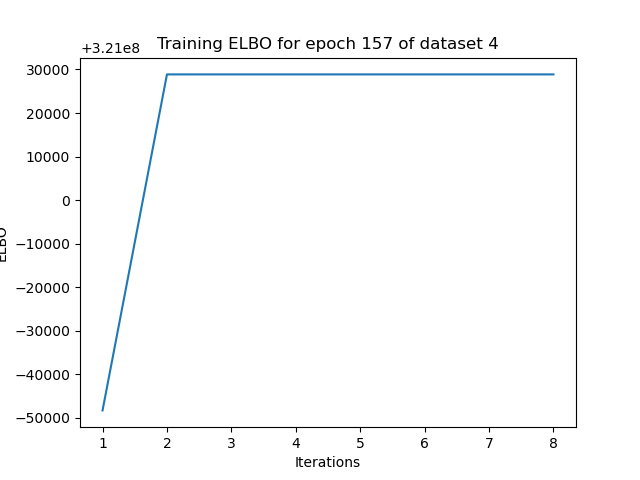 Training ELBO for epoch 157 of dataset 4
+3.21e8
30000
20000
10000
0
−10000
−20000
−30000
−40000
−50000
ELBO
1 2 3 4 5 6 7 8
Iterations